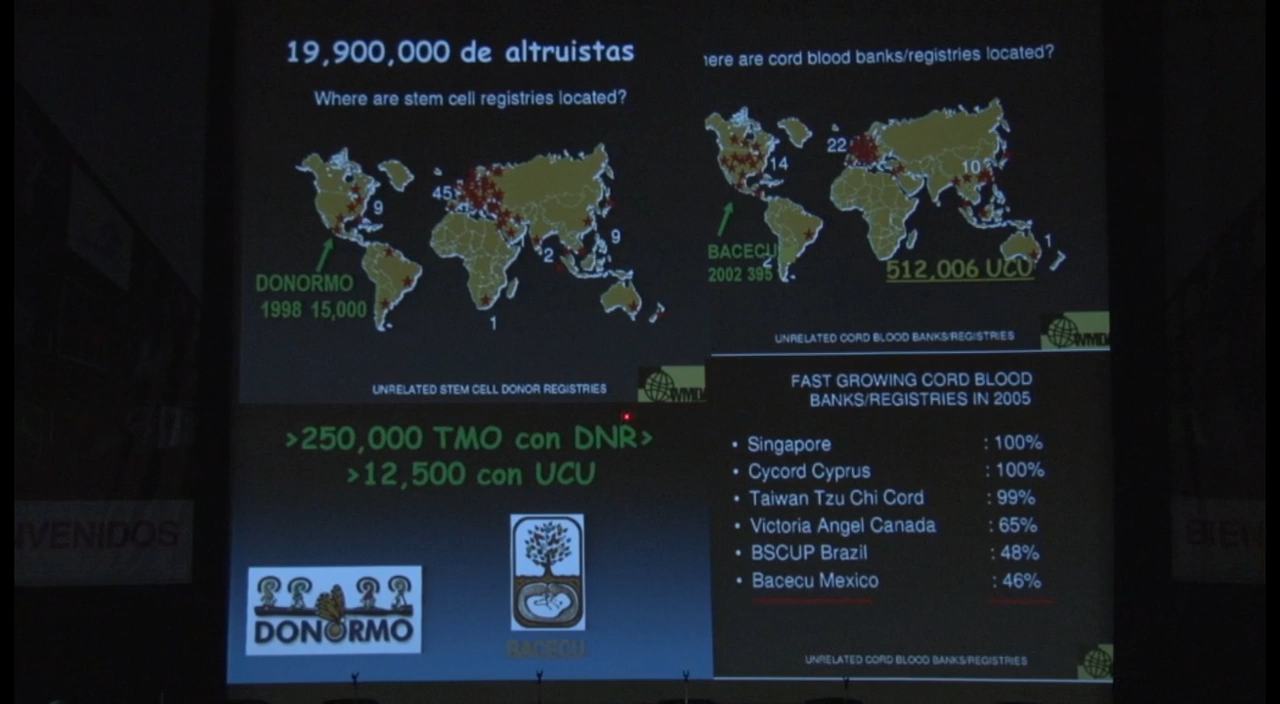 19,900,000 de altruistas
Where are stem cell registries located?
45
9
9
2
1
DONORMO
1998 15,000
UNRELATED STEM CELL DONOR REGISTRIES
here are cord blood banks/registries located?
22
14
10
1
BACECU
2
2002 395
512,006 UCU
UNRELATED CORD BLOOD BANKS/REGISTRIES
WMDA
>250,000 TMO con DNR>
>12,500 con UCU
DONORMO
BACECU
FAST GROWING CORD BLOOD
BANKS/REGISTRIES IN 2005
• Singapore : 100%
• Cycord Cyprus : 100%
• Taiwan Tzu Chi Cord : 99%
• Victoria Angel Canada : 65%
• BSCUP Brazil : 48%
• Bacecu Mexico : 46%
UNRELATED CORD BLOOD BANKS/REGISTRIES
NVENIDOS
BIEN